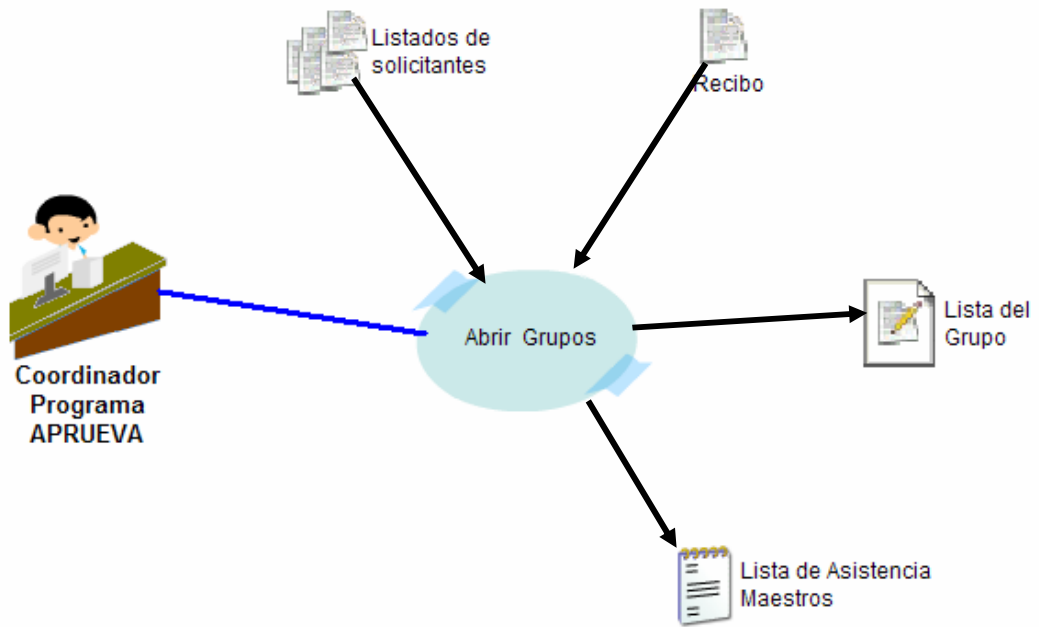 Listados de
solicitantes
Recibo
Abrir Grupos
Lista del
Grupo
Coordinador
Programa
APRUEVA
Lista de Asistencia
Maestros